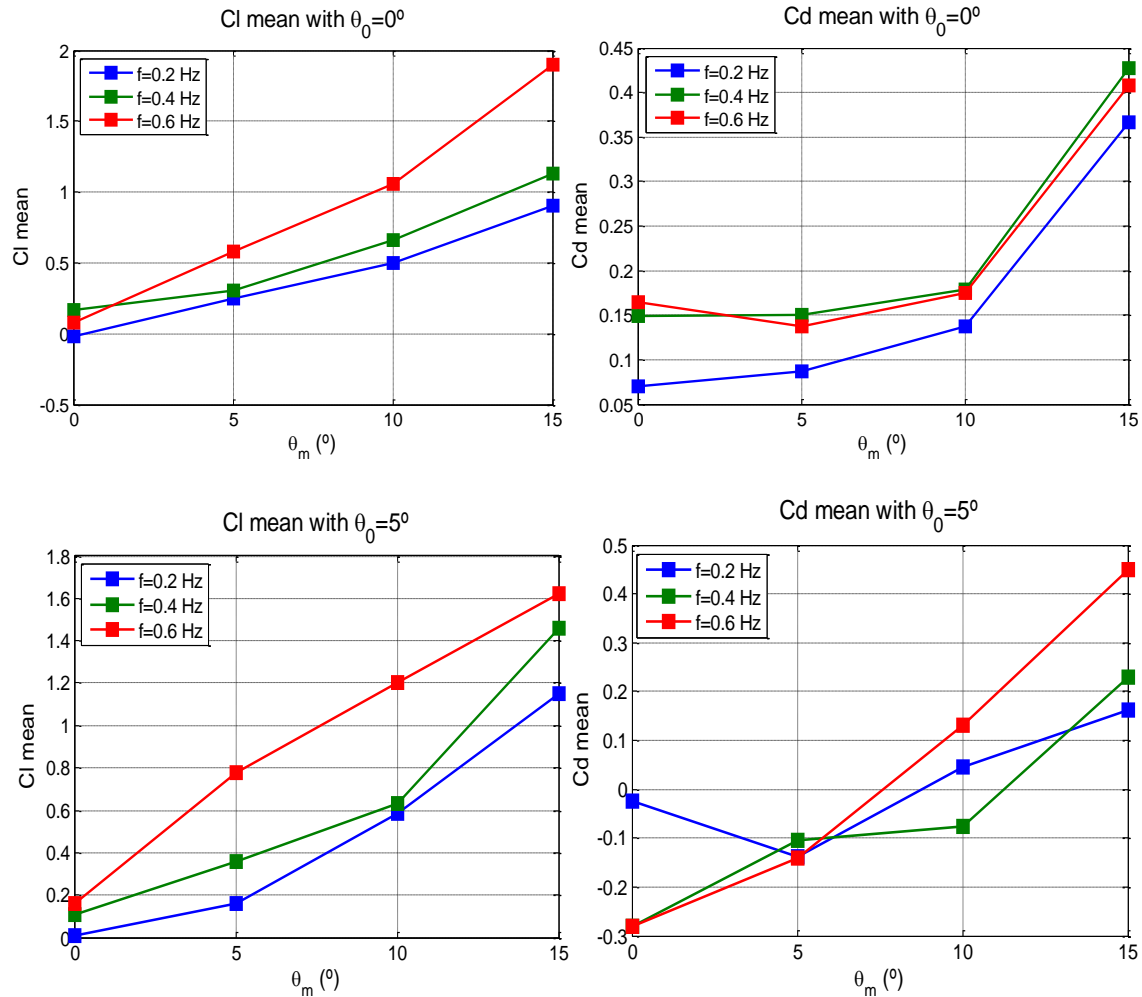 Cl mean with θ0=0º
2
1.5
1
0.5
0
-0.5
Cl mean
f=0.2 Hz
f=0.4 Hz
f=0.6 Hz
0 5 10 15
θm (º)
Cd mean with θ0=0º
0.45
0.4
0.35
0.3
0.25
0.2
0.15
0.1
0.05
Cd mean
f=0.2 Hz
f=0.4 Hz
f=0.6 Hz
0 5 10 15
θm (º)
Cl mean with θ0=5º
1.8
1.6
1.4
1.2
1
0.8
0.6
0.4
0.2
0
Cl mean
f=0.2 Hz
f=0.4 Hz
f=0.6 Hz
0 5 10 15
θm (º)
Cd mean with θ0=5º
0.5
0.4
0.3
0.2
0.1
0
-0.1
-0.2
-0.3
Cd mean
f=0.2 Hz
f=0.4 Hz
f=0.6 Hz
0 5 10 15
θm (º)